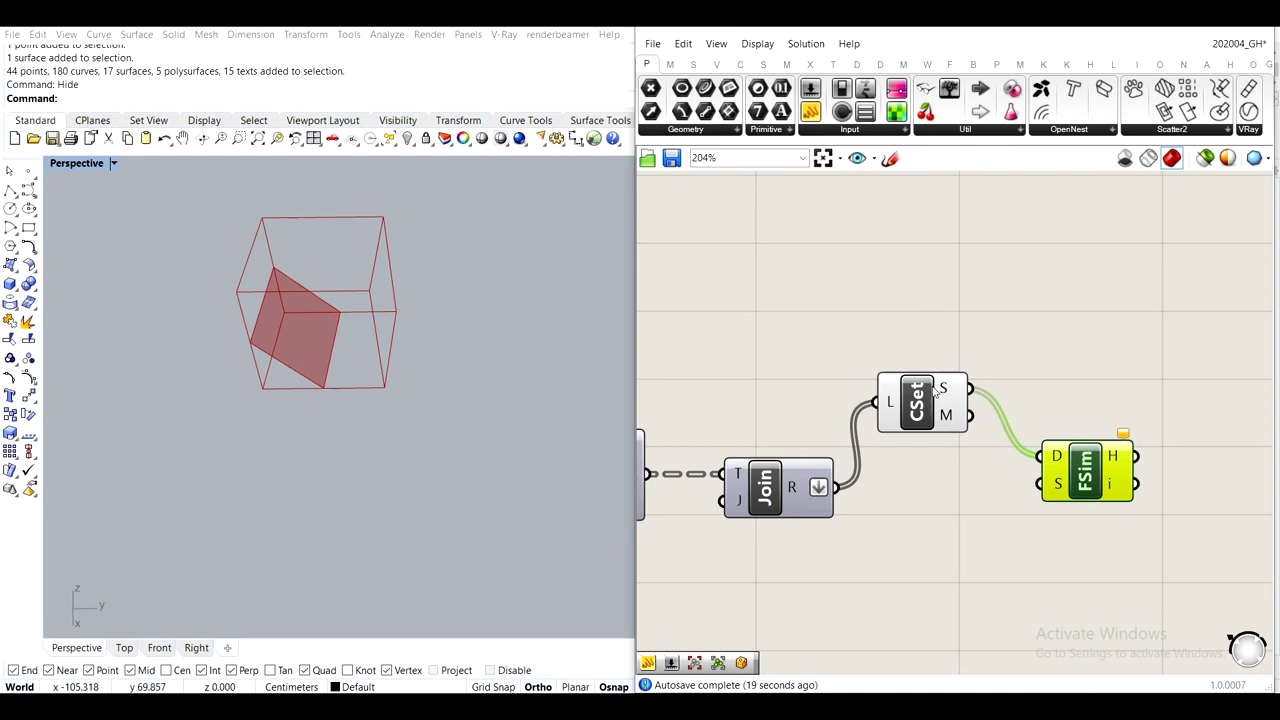 File Edit View Curve Surface Solid Mesh Dimension Transform Tools Analyze Render Panels V-Ray renderbeamer Help
1 point added to selection.
1 surface added to selection.
44 points, 180 curves, 17 surfaces, 5 polysurfaces, 15 texts added to selection.
Command: Hide
Command:
Standard CPlanes Set View Display Select Viewport Layout Visibility Transform Curve Tools Surface Tools
Perspective
z
y
x
Perspective Top Front Right
End Near Point Mid Cen Int Perp Tan Quad Knot Vertex Project Disable
World x -105.318 y 69.857 z 0.000 Centimeters Default Grid Snap Ortho Planar Osnap
File Edit View Display Solution Help 202004_GH*
P M S V C S M I X T D D M W F B P A K K B H L E O G
Geometry Primitive Input Util OpenNest Scatter2 VRay
204%
L CSet S M
T J Join R
D S FSim H i
Activate Windows
Go to Settings to activate Windows.
Autosave complete (19 seconds ago) 1.0.0007